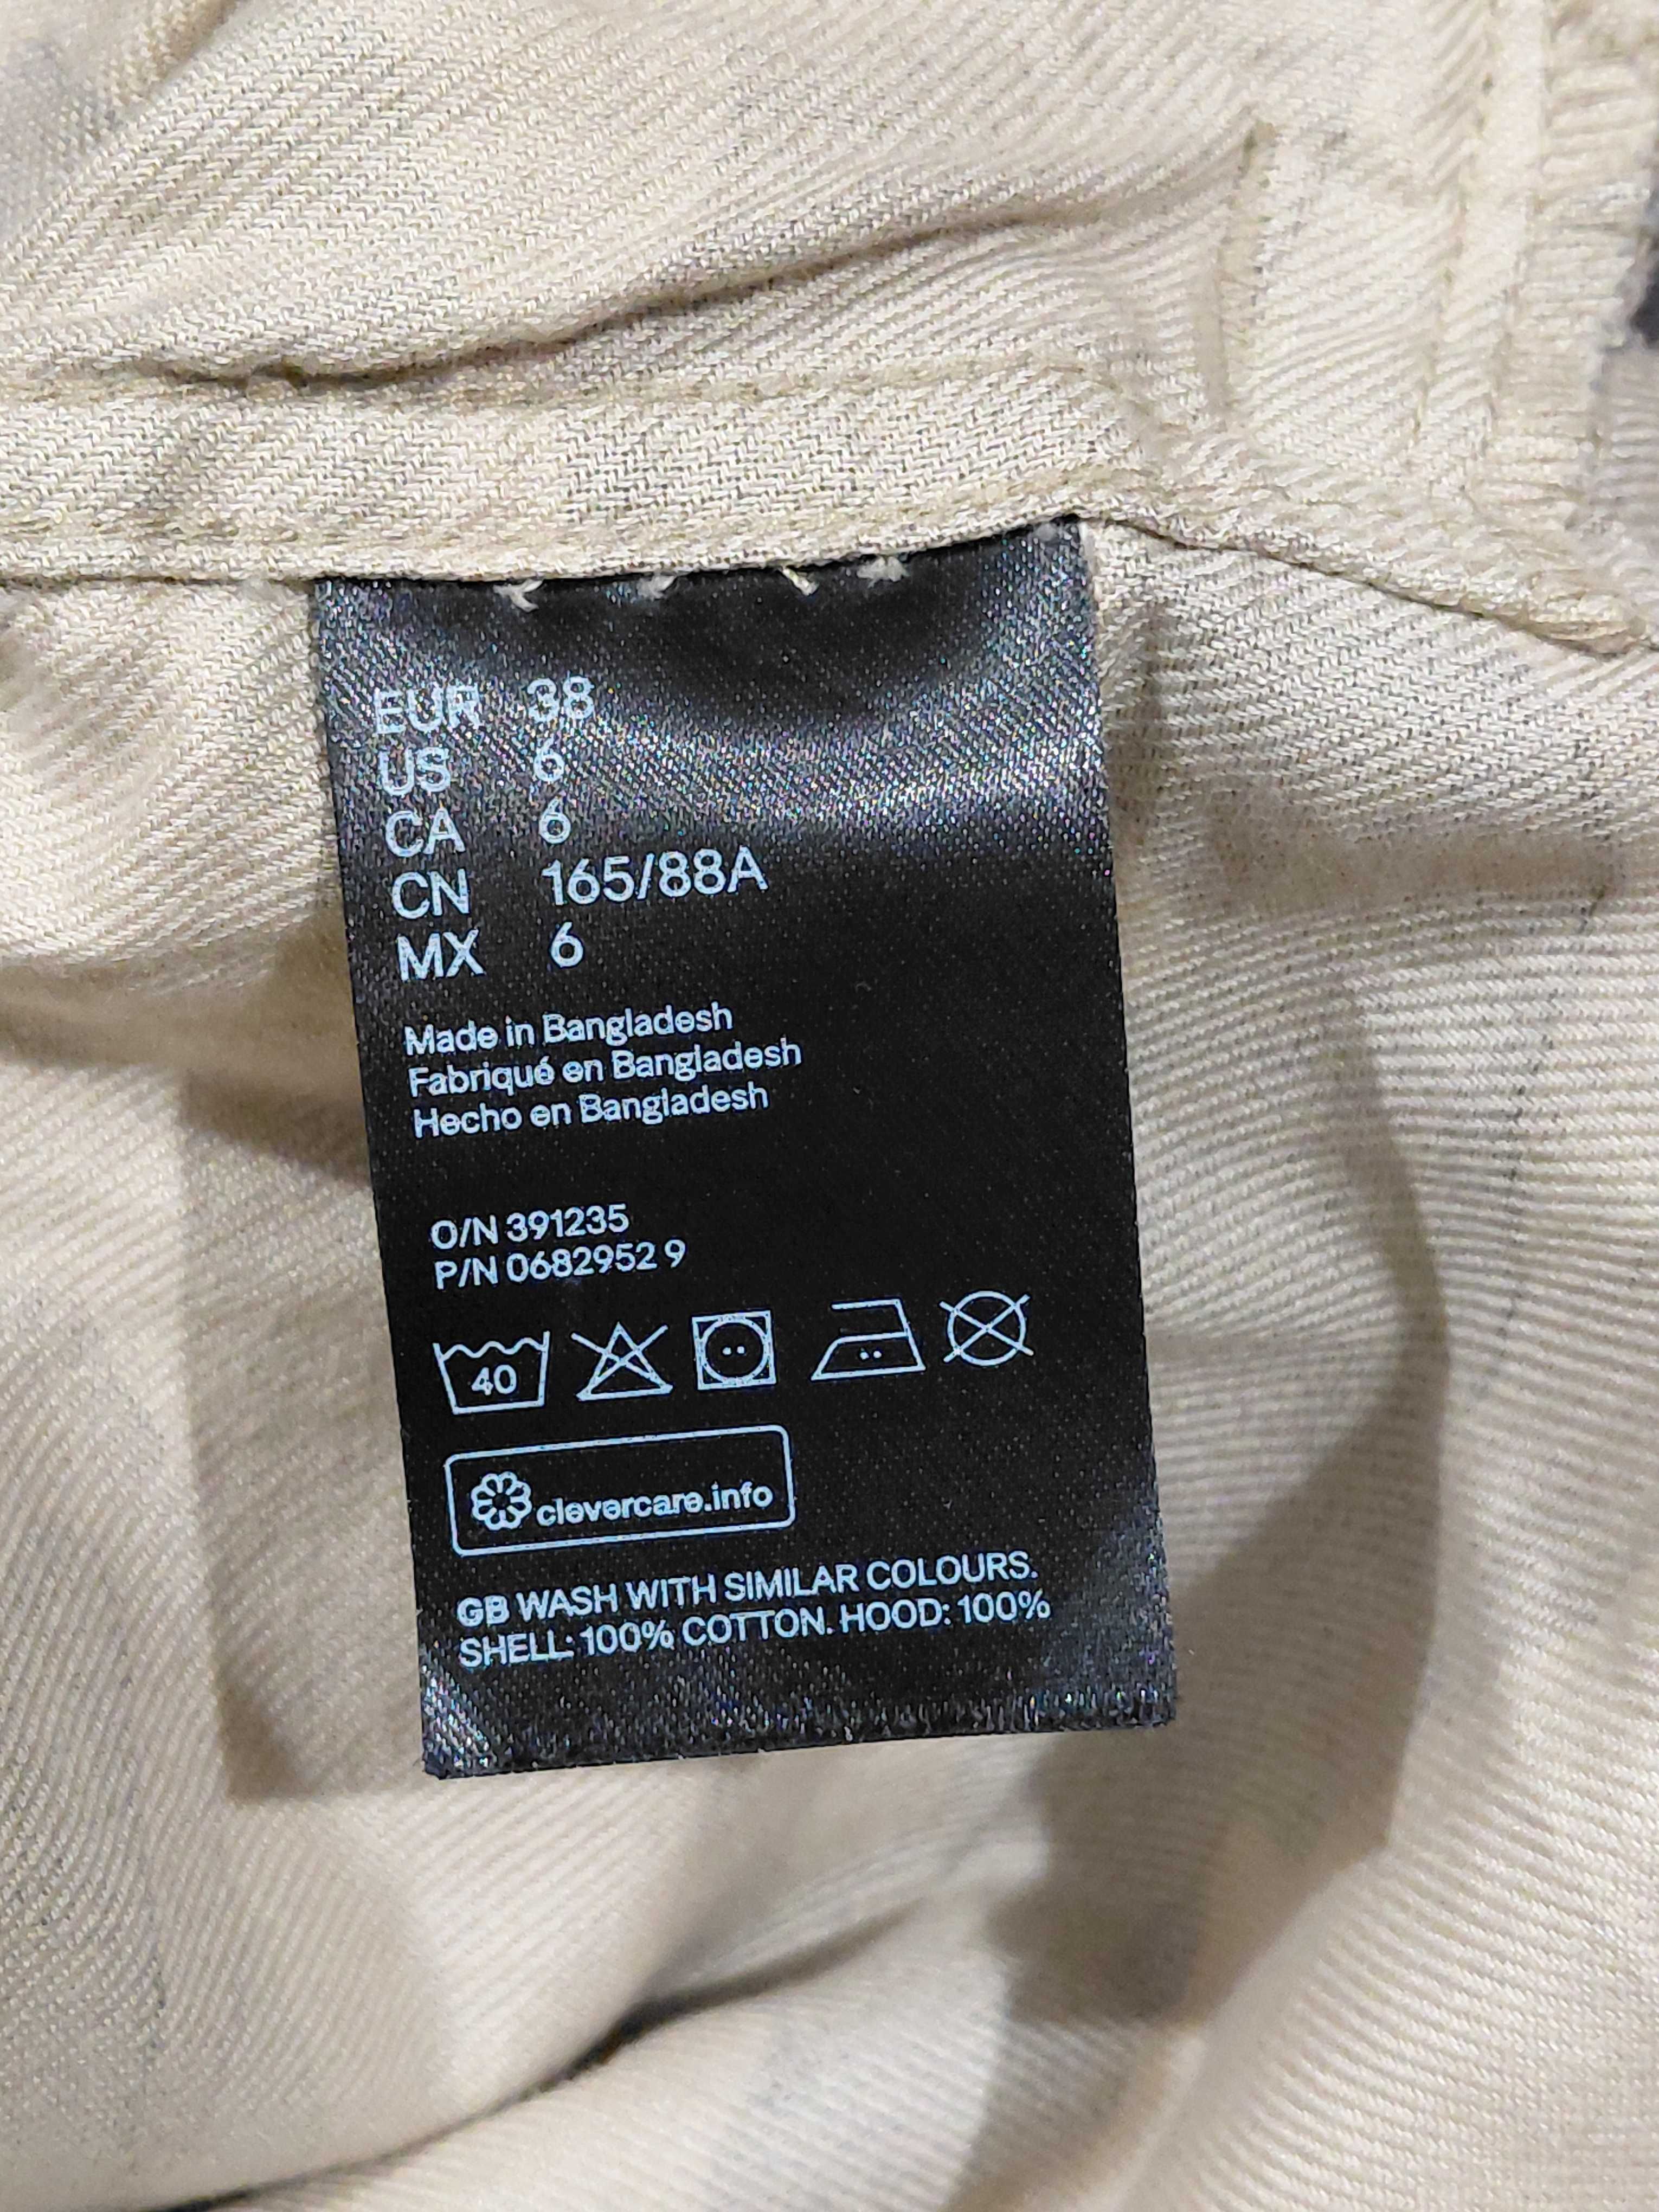 EUR 38
US 6
CA 6
CN 165/88A
MX 6
Made in Bangladesh
Fabriqué en Bangladesh
Hecho en Bangladesh
O/N 391235
P/N 0682952 9
40
clevercare.info
GB WASH WITH SIMILAR COLOURS.
SHELL: 100% COTTON. HOOD: 100%